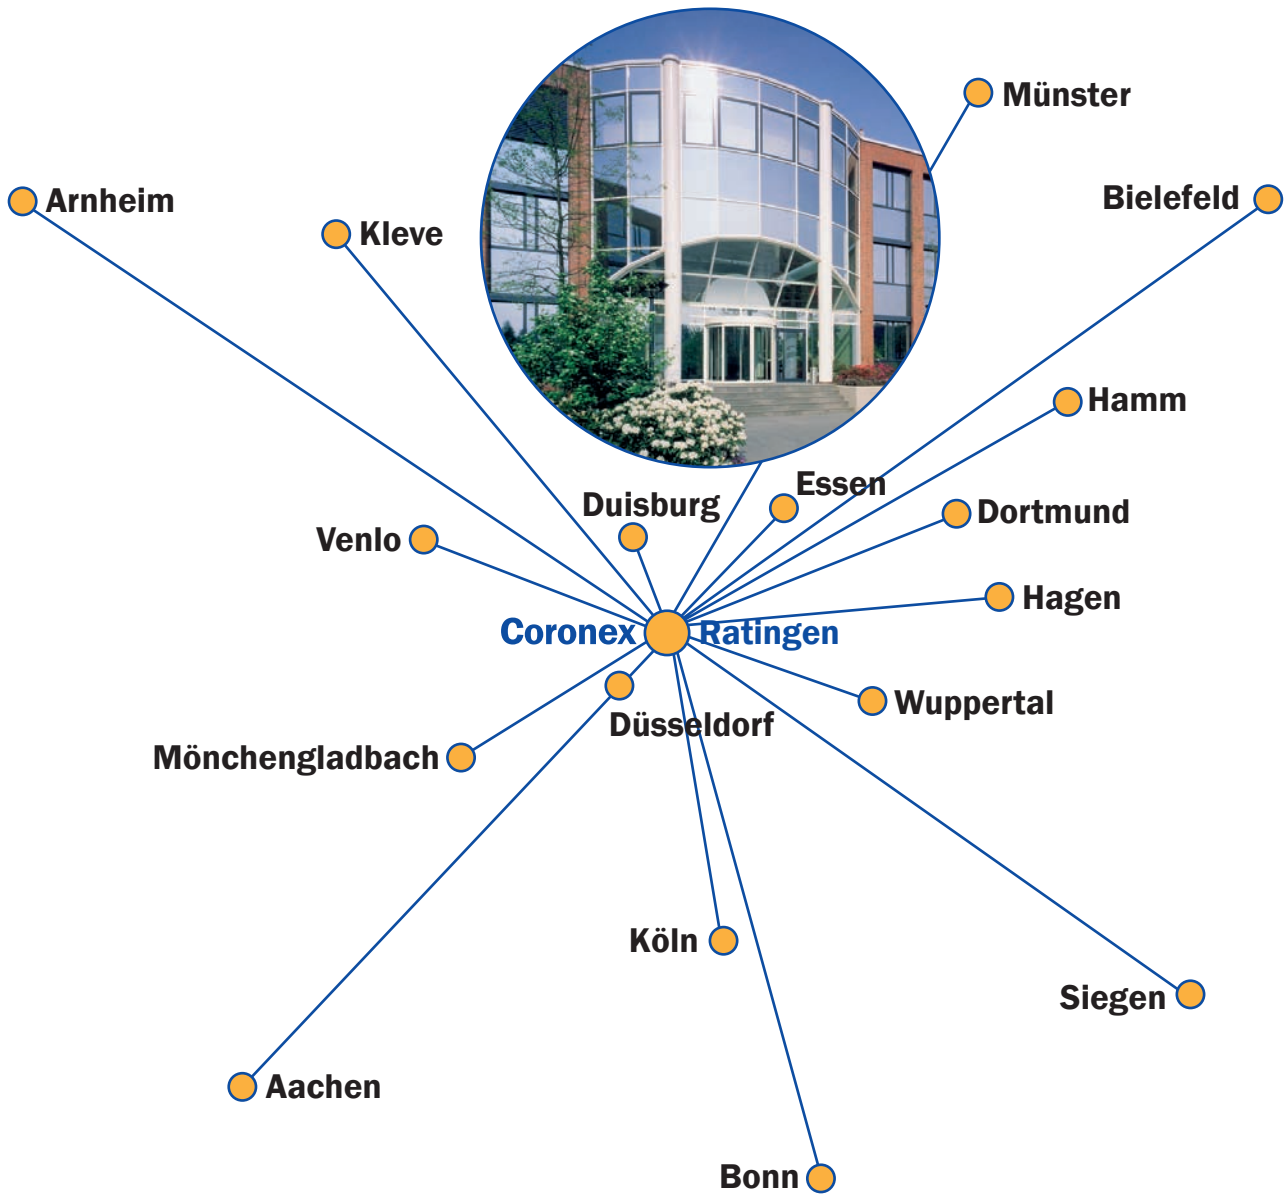 Münster
Bielefeld
Arnheim
Kleve
Hamm
Essen
Duisburg
Dortmund
Venlo
Hagen
Coronex Ratingen
Wuppertal
Düsseldorf
Mönchengladbach
Köln
Siegen
Aachen
Bonn